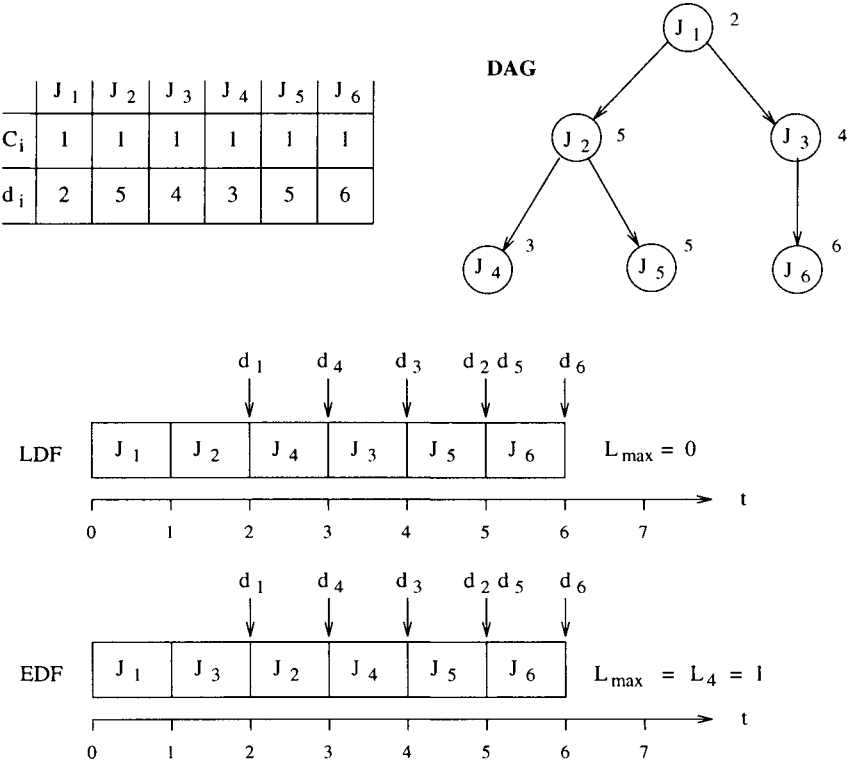 J 1 J 2 J 3 J 4 J 5 J 6
C i 1 1 1 1 1 1
d i 2 5 4 3 5 6
DAG
J 1 2
J 2 5
J 3 4
J 4 3
J 5 5
J 6 6
d 1 d 4 d 3 d 2 d 5 d 6
LDF J 1 J 2 J 4 J 3 J 5 J 6 L max = 0
t
0 1 2 3 4 5 6 7
d 1 d 4 d 3 d 2 d 5 d 6
EDF J 1 J 3 J 2 J 4 J 5 J 6 L max = L 4 = 1
t
0 1 2 3 4 5 6 7